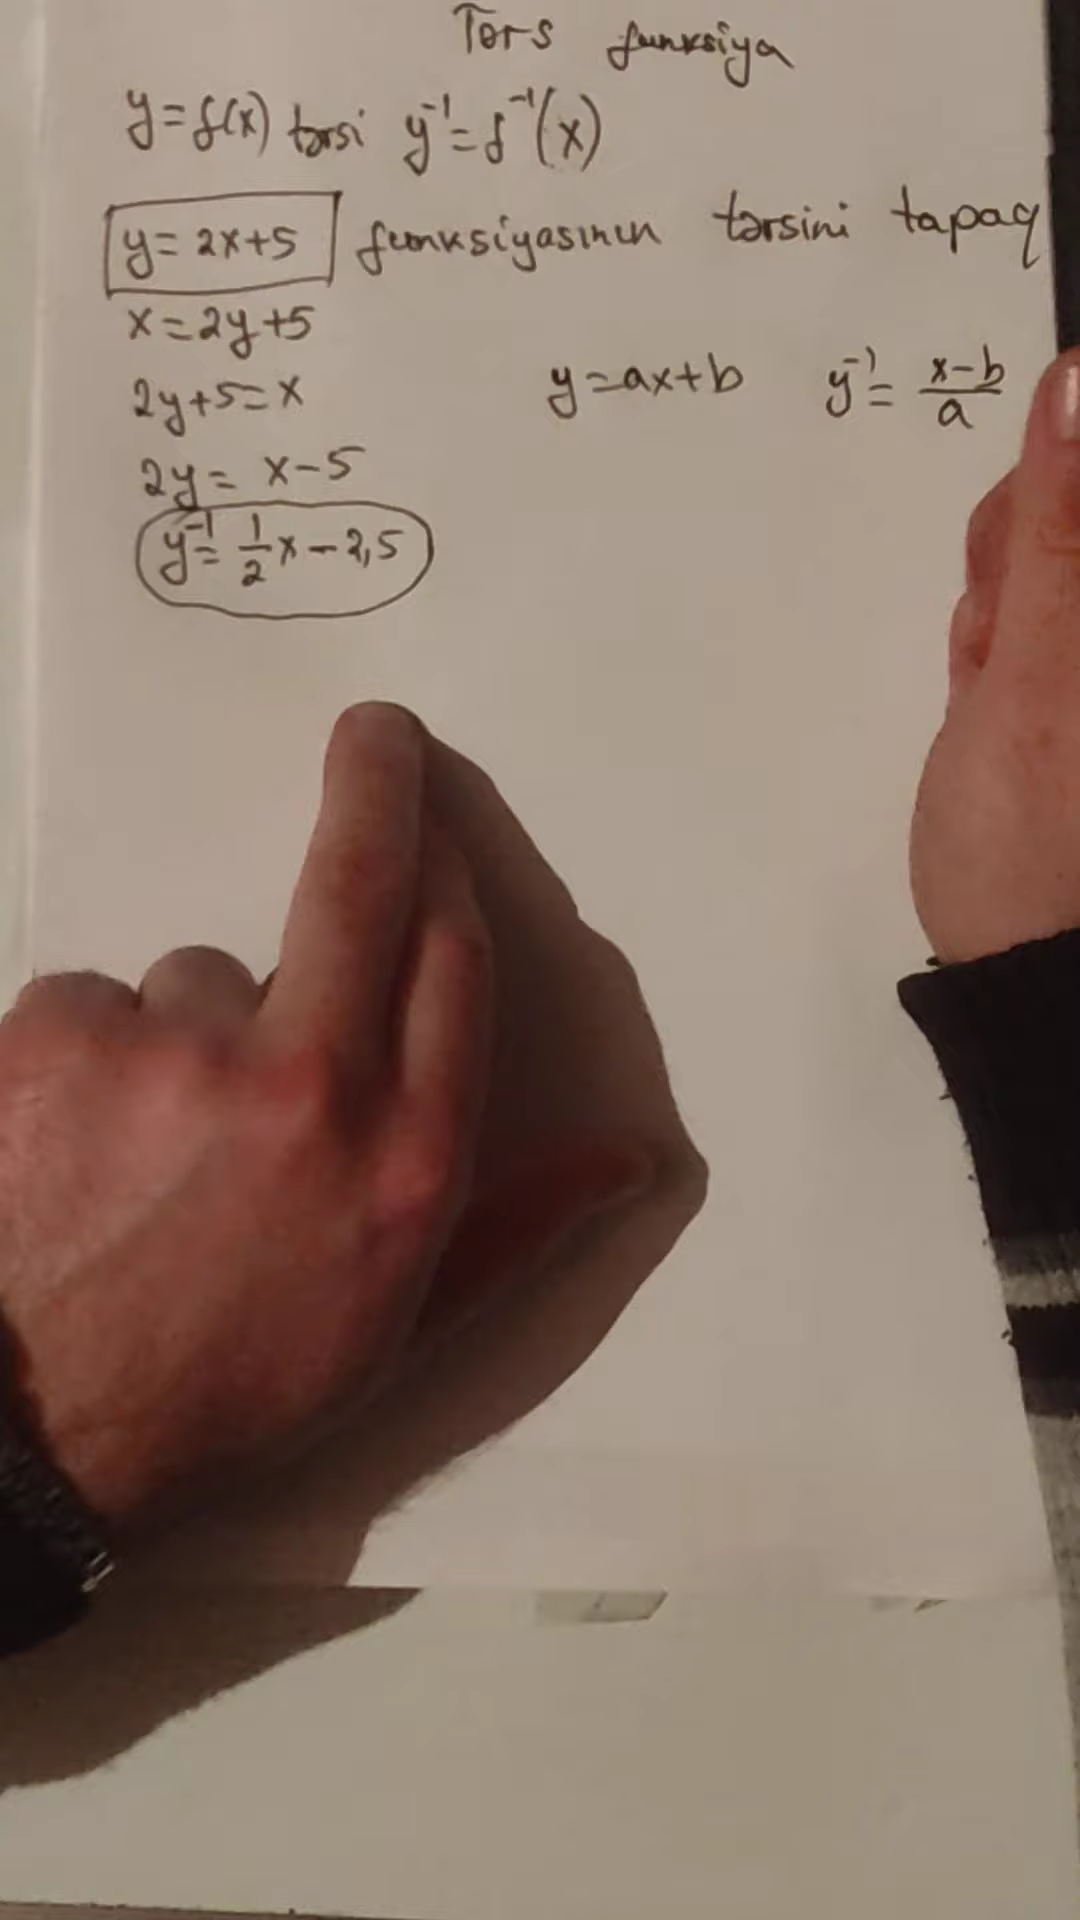 Tərs funksiya
y=f(x) tərsi y⁻¹=f⁻¹(x)
y=2x+5 funksiyasının tərsini tapaq
x=2y+5
2y+5=x
y=ax+b y⁻¹=(x-b)/a
2y=x-5
y⁻¹=1/2x-2,5